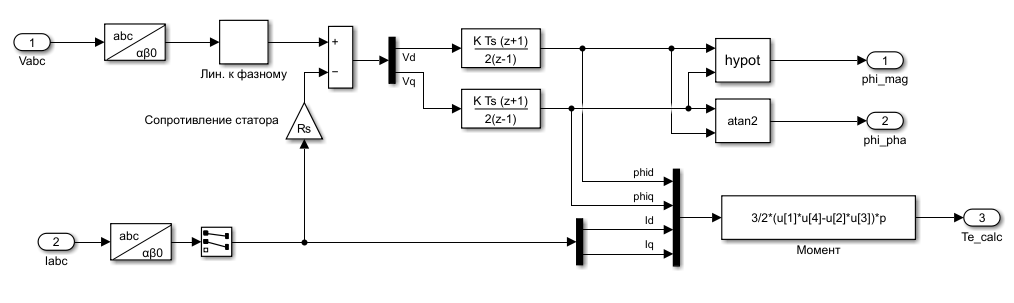 1
Vabc
abc
αβ0
Лин. к фазному
+
−
Vd
Vq
K Ts (z+1)
2(z-1)
K Ts (z+1)
2(z-1)
hypot
1
phi_mag
atan2
2
phi_pha
Сопротивление статора
Rs
phid
phiq
Id
Iq
2
Iabc
abc
αβ0
3/2*(u[1]*u[4]-u[2]*u[3])*p
Момент
3
Te_calc